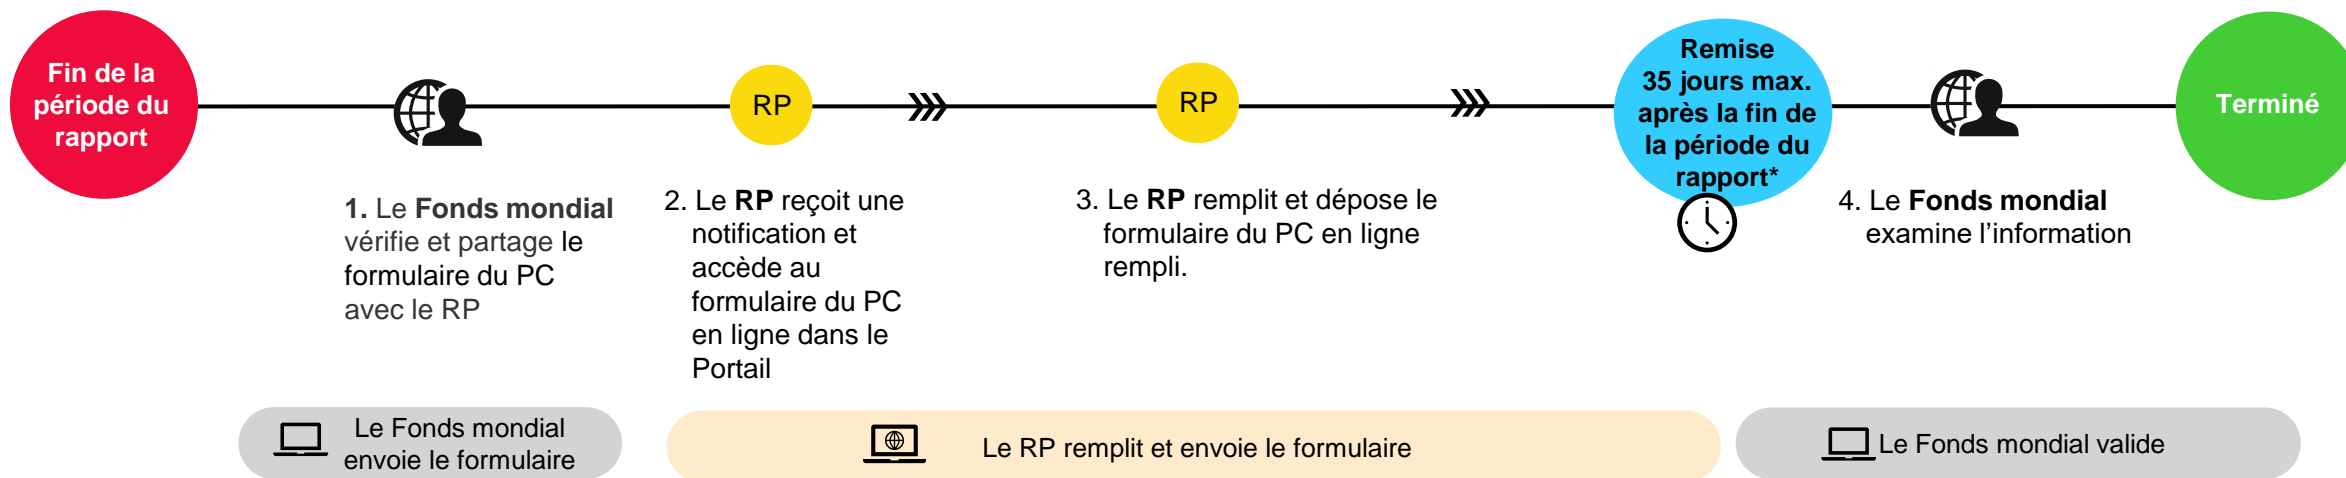 Fin de la
période du
rapport
RP
RP
Remise
35 jours max.
après la fin de
la période du
rapport*
Terminé
1. Le Fonds mondial
vérifie et partage le
formulaire du PC
avec le RP
2. Le RP reçoit une
notification et
accède au
formulaire du PC
en ligne dans le
Portail
3. Le RP remplit et dépose le
formulaire du PC en ligne
rempli.
4. Le Fonds mondial
examine l’information
Le Fonds mondial
envoie le formulaire
Le RP remplit et envoie le formulaire
Le Fonds mondial valide